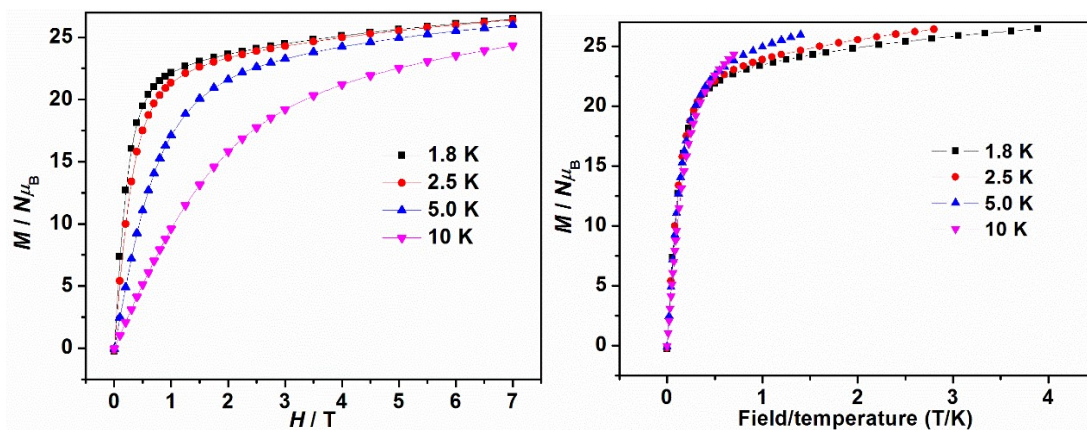 M / Nμ_B
25
20
15
10
5
0
0 1 2 3 4 5 6 7
H / T
1.8 K
2.5 K
5.0 K
10 K
M / Nμ_B
25
20
15
10
5
0
0 1 2 3 4
Field/temperature (T/K)
1.8 K
2.5 K
5.0 K
10 K